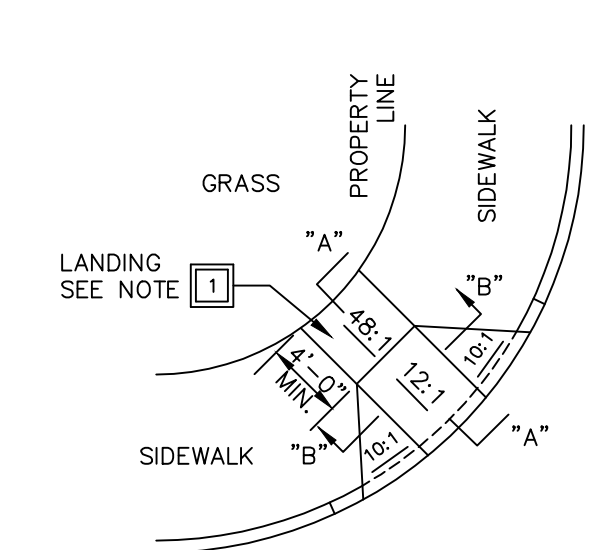 PROPERTY
LINE
SIDEWALK
GRASS
"A"
LANDING
SEE NOTE 1
"B"
48:1
10:1
4'-0"
MIN.
12:1
"A"
SIDEWALK
"B"
10:1